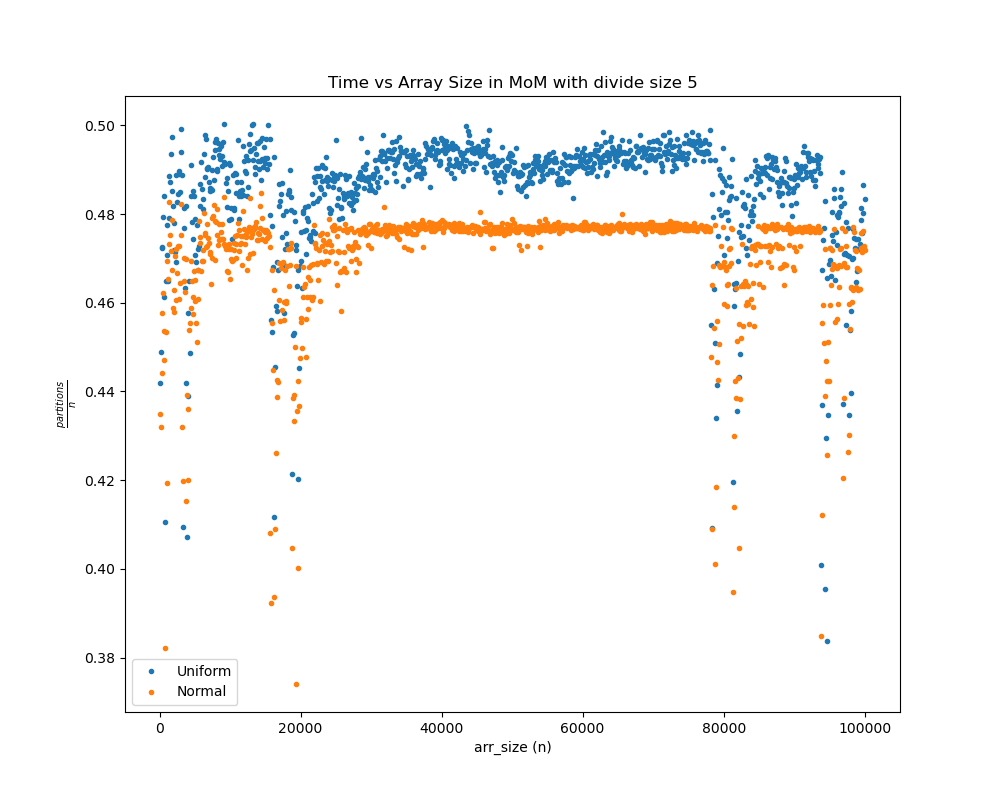 Time vs Array Size in MoM with divide size 5
0.50
0.48
0.46
0.44
0.42
0.40
0.38
partitions
n
Uniform
Normal
0 20000 40000 60000 80000 100000
arr_size (n)